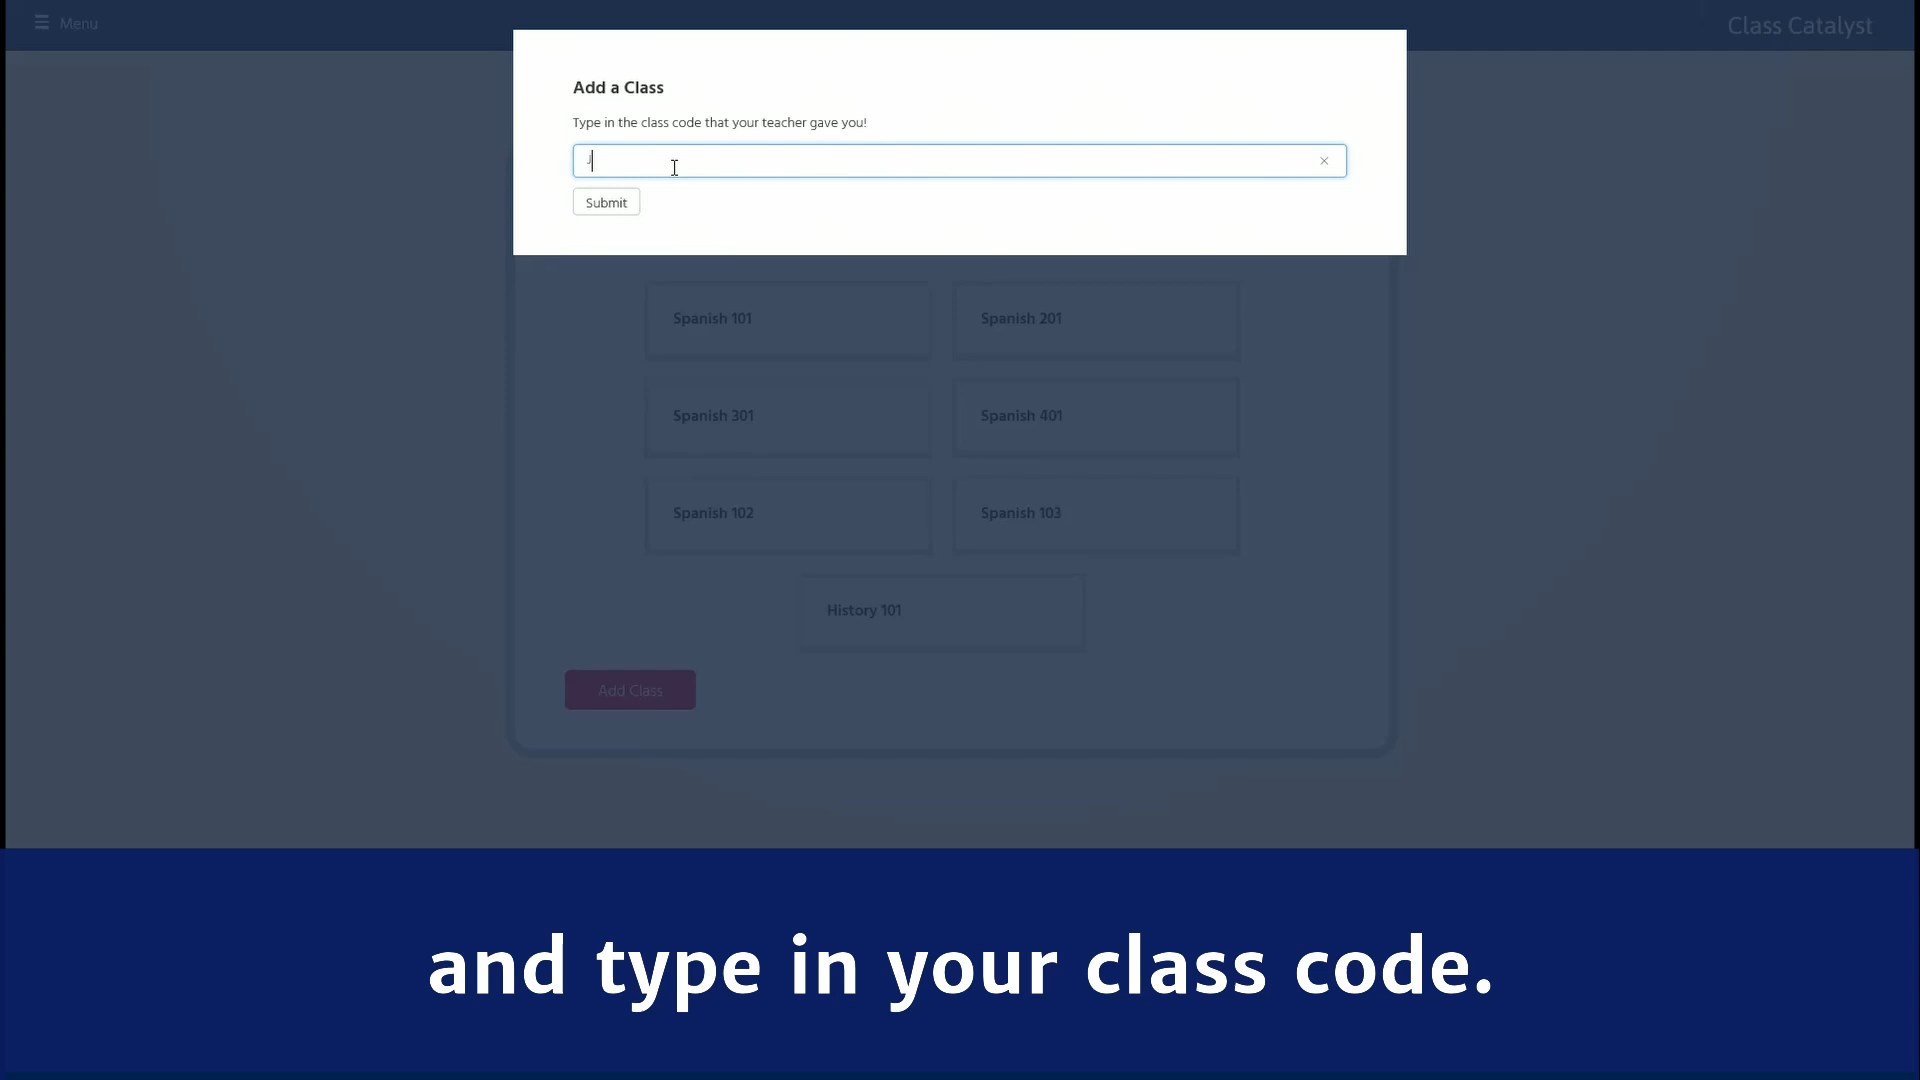 ☰ Menu
Class Catalyst
Add a Class
Type in the class code that your teacher gave you!
J
×
Submit
Spanish 101
Spanish 201
Spanish 301
Spanish 401
Spanish 102
Spanish 103
History 101
Add Class
and type in your class code.